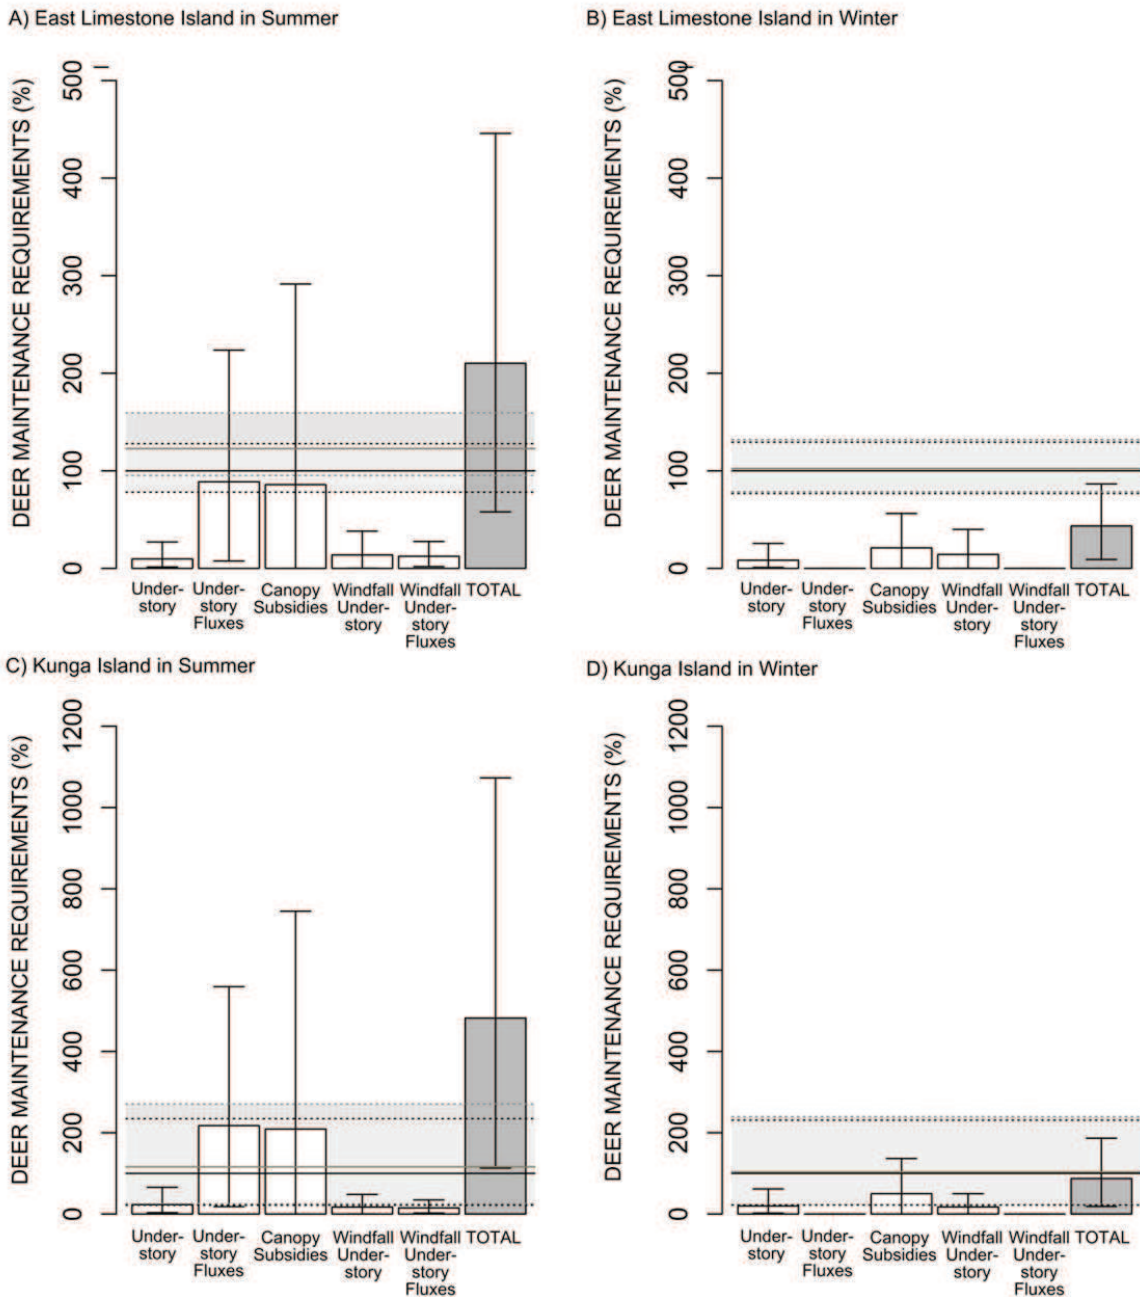 A) East Limestone Island in Summer
B) East Limestone Island in Winter
DEER MAINTENANCE REQUIREMENTS (%)
500
400
300
200
100
0
Under-
story
Under-
story
Fluxes
Canopy
Subsidies
Windfall
Under-
story
Windfall
Under-
story
Fluxes
TOTAL
DEER MAINTENANCE REQUIREMENTS (%)
500
400
300
200
100
0
Under-
story
Under-
story
Fluxes
Canopy
Subsidies
Windfall
Under-
story
Windfall
Under-
story
Fluxes
TOTAL
C) Kunga Island in Summer
D) Kunga Island in Winter
DEER MAINTENANCE REQUIREMENTS (%)
1200
1000
800
600
400
200
0
Under-
story
Under-
story
Fluxes
Canopy
Subsidies
Windfall
Under-
story
Windfall
Under-
story
Fluxes
TOTAL
DEER MAINTENANCE REQUIREMENTS (%)
1200
1000
800
600
400
200
0
Under-
story
Under-
story
Fluxes
Canopy
Subsidies
Windfall
Under-
story
Windfall
Under-
story
Fluxes
TOTAL